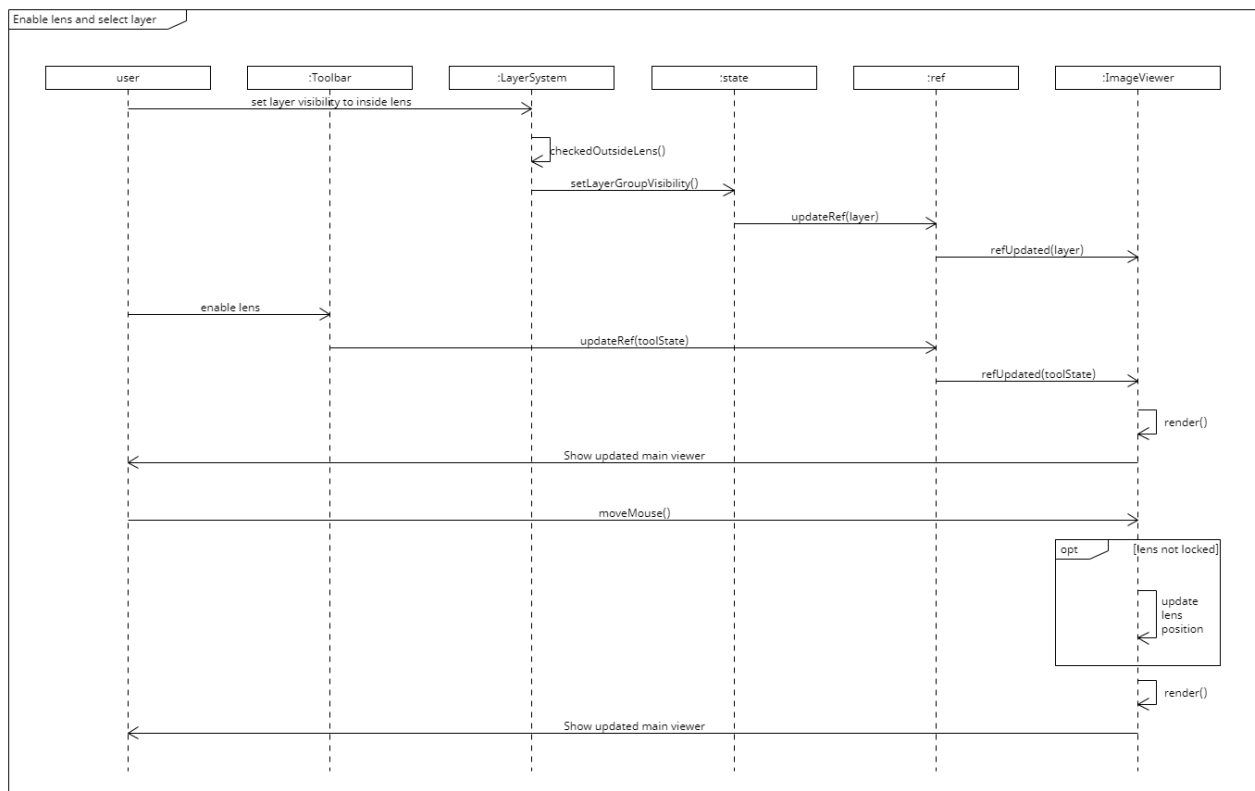 Enable lens and select layer
user
:Toolbar
:LayerSystem
:state
:ref
:ImageViewer
set layer visibility to inside lens
checkedOutsideLens()
setLayerGroupVisibility()
updateRef(layer)
refUpdated(layer)
enable lens
updateRef(toolState)
refUpdated(toolState)
render()
Show updated main viewer
moveMouse()
opt
[lens not locked]
update
lens
position
render()
Show updated main viewer